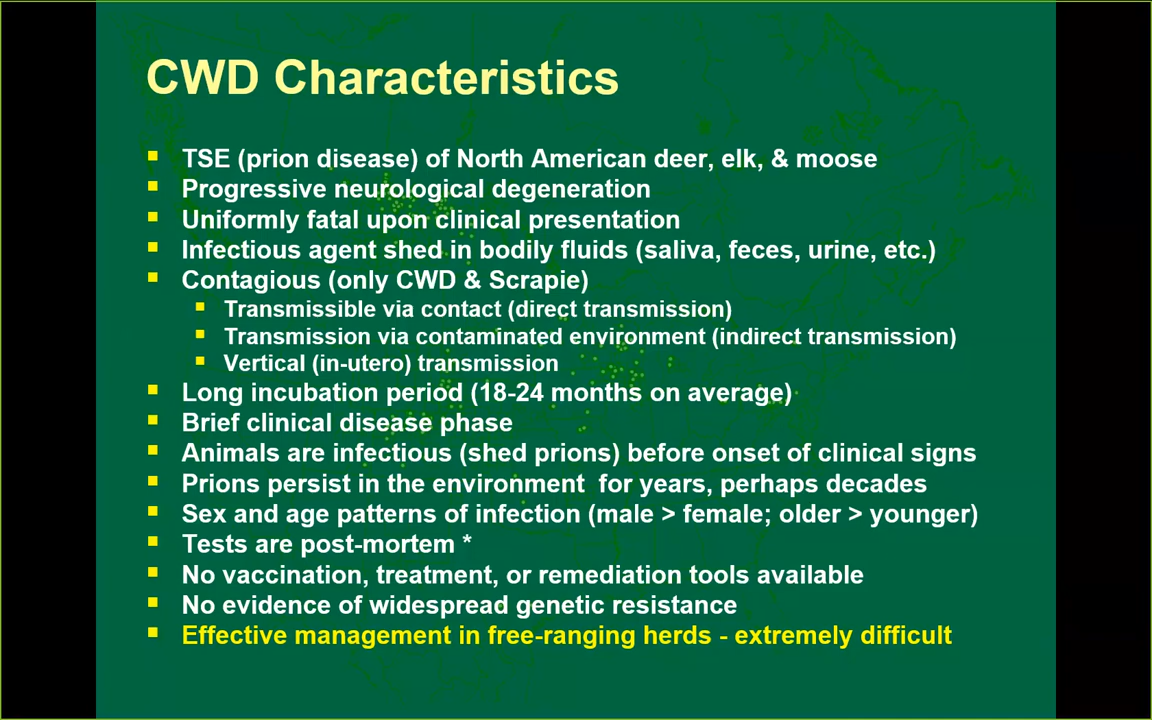 CWD Characteristics
TSE (prion disease) of North American deer, elk, & moose
Progressive neurological degeneration
Uniformly fatal upon clinical presentation
Infectious agent shed in bodily fluids (saliva, feces, urine, etc.)
Contagious (only CWD & Scrapie)
Transmissible via contact (direct transmission)
Transmission via contaminated environment (indirect transmission)
Vertical (in-utero) transmission
Long incubation period (18-24 months on average)
Brief clinical disease phase
Animals are infectious (shed prions) before onset of clinical signs
Prions persist in the environment for years, perhaps decades
Sex and age patterns of infection (male > female; older > younger)
Tests are post-mortem *
No vaccination, treatment, or remediation tools available
No evidence of widespread genetic resistance
Effective management in free-ranging herds - extremely difficult